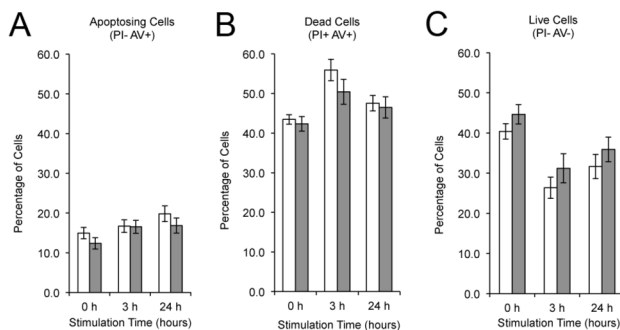 A
Apoptosing Cells
(PI- AV+)
Percentage of Cells
60.0
50.0
40.0
30.0
20.0
10.0
0.0
0 h 3 h 24 h
Stimulation Time (hours)
B
Dead Cells
(PI+ AV+)
Percentage of Cells
60.0
50.0
40.0
30.0
20.0
10.0
0.0
0 h 3 h 24 h
Stimulation Time (hours)
C
Live Cells
(PI- AV-)
Percentage of Cells
60.0
50.0
40.0
30.0
20.0
10.0
0.0
0 h 3 h 24 h
Stimulation Time (hours)